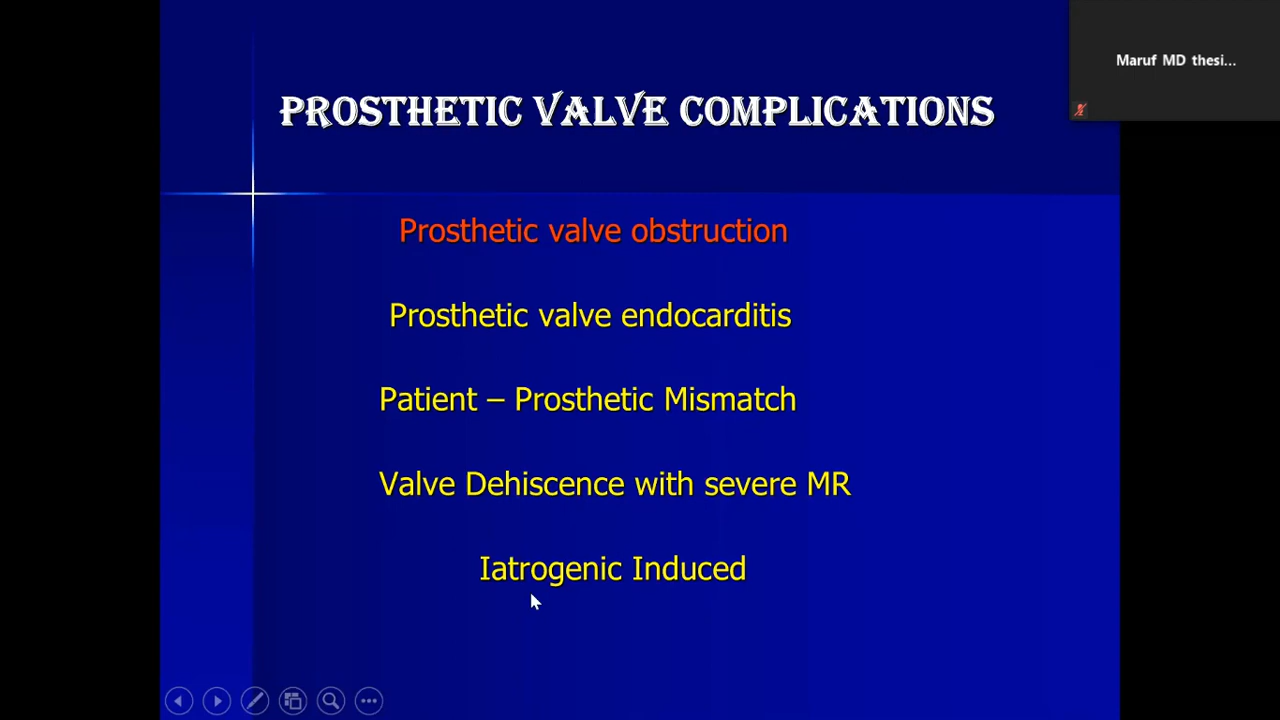 Maruf MD thesi...
PROSTHETIC VALVE COMPLICATIONS
Prosthetic valve obstruction
Prosthetic valve endocarditis
Patient – Prosthetic Mismatch
Valve Dehiscence with severe MR
Iatrogenic Induced